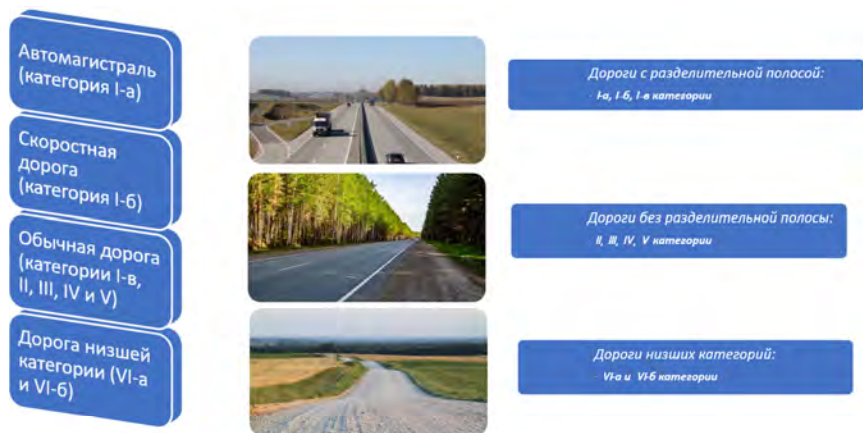 Автомагистраль
(категория I-а)
Скоростная
дорога
(категория I-б)
Обычная дорога
(категории I-в,
II, III, IV и V)
Дорога низшей
категории (VI-а
и VI-б)
Дороги с разделительной полосой:
I-а, I-б, I-в категории
Дороги без разделительной полосы:
II, III, IV, V категории
Дороги низших категорий:
VI-а и VI-б категории